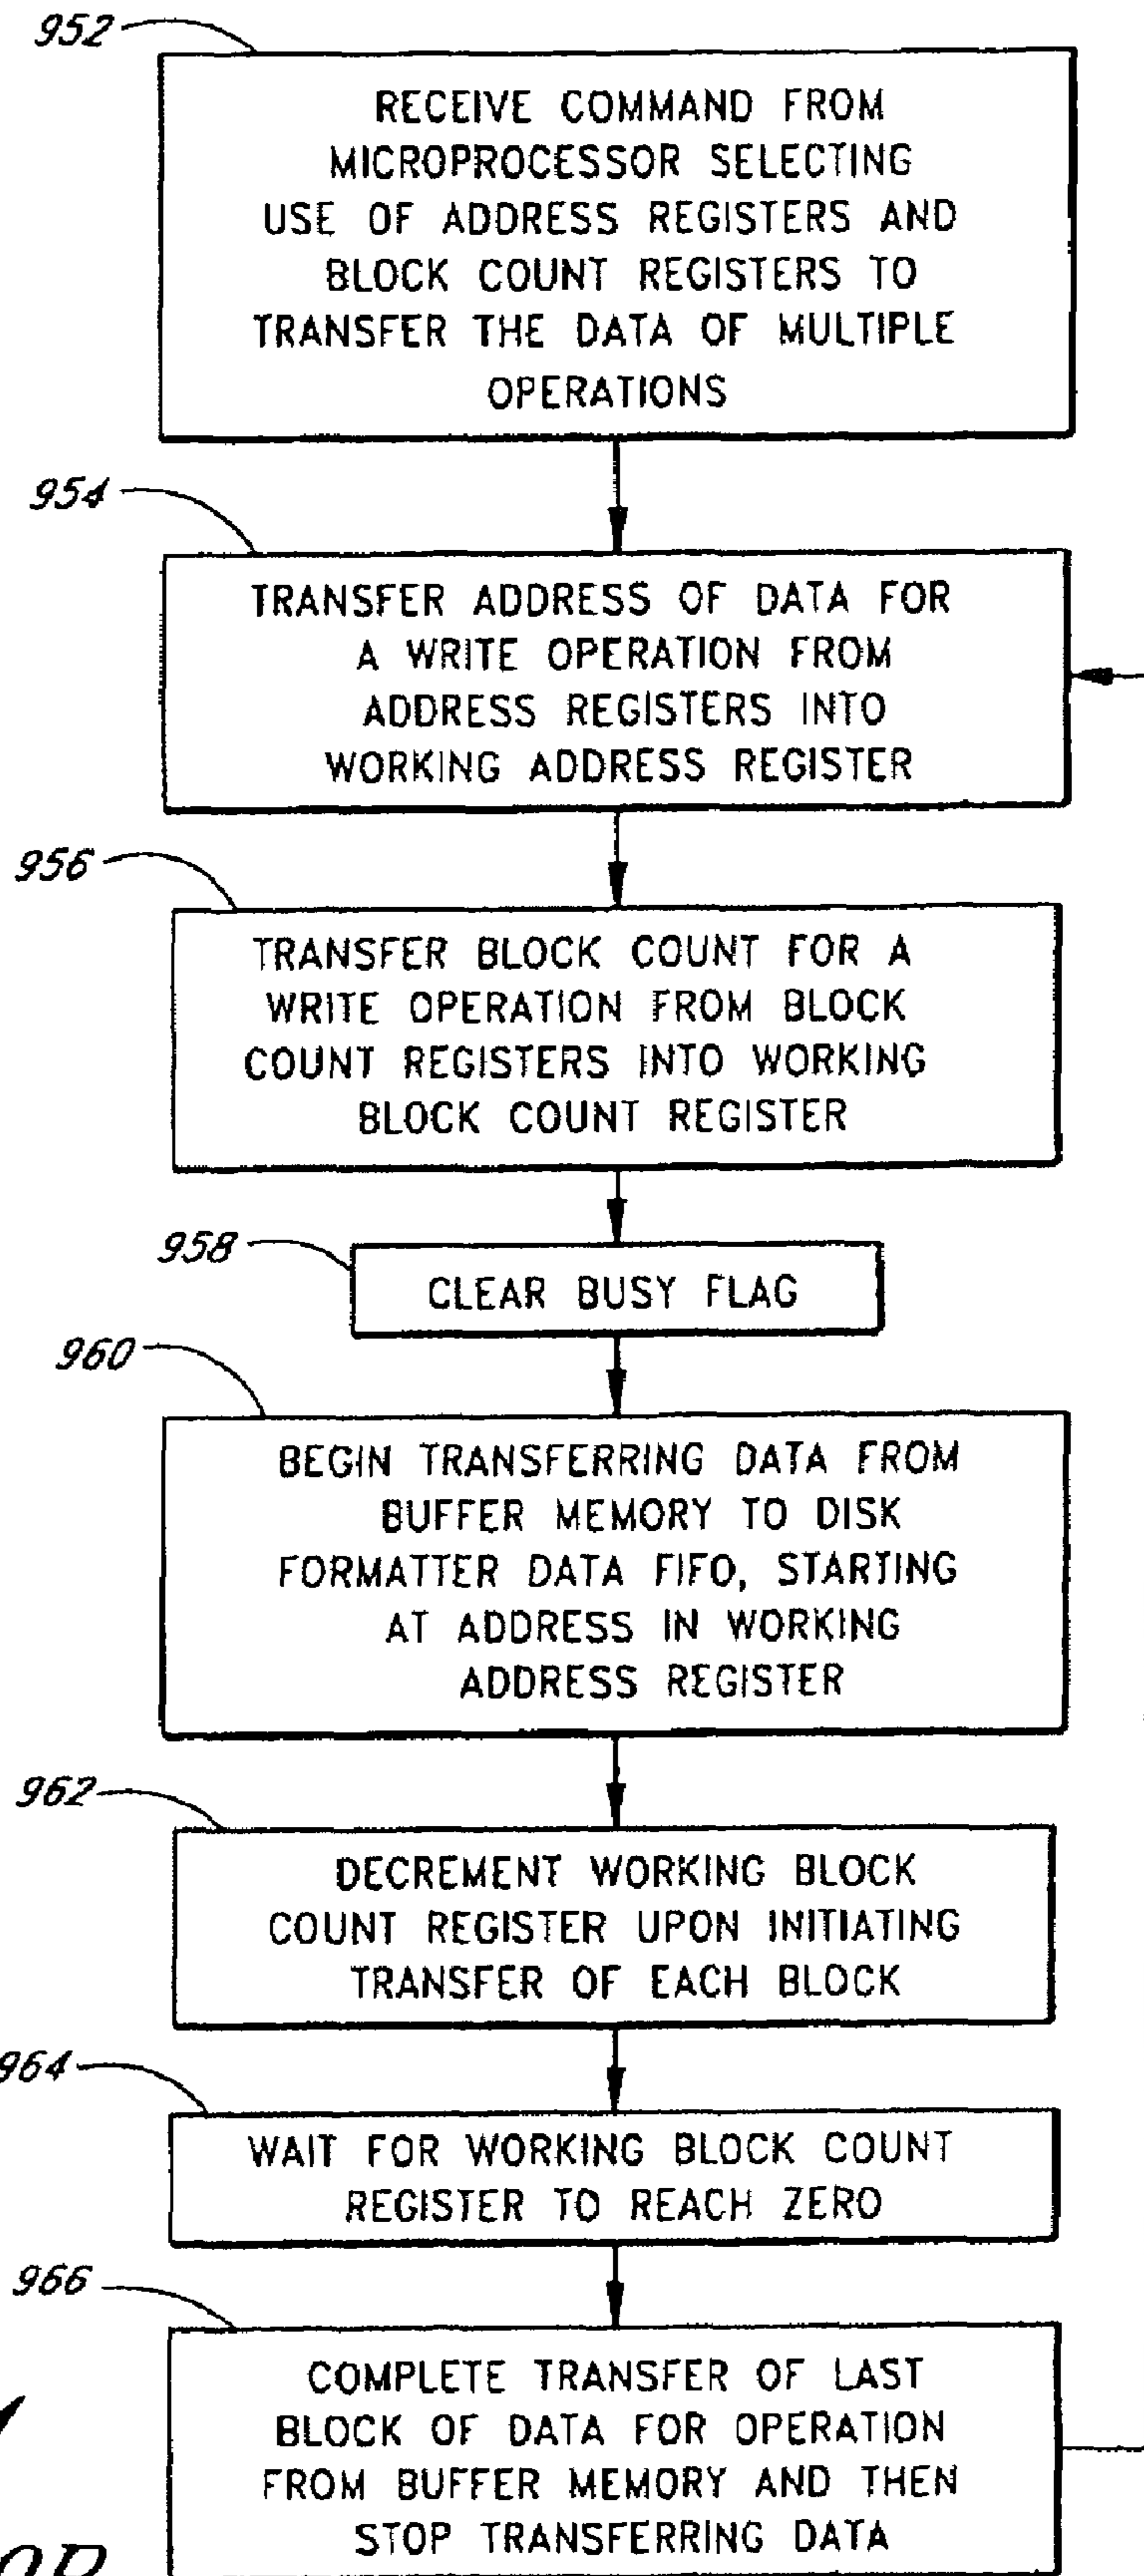 952
RECEIVE COMMAND FROM
MICROPROCESSOR SELECTING
USE OF ADDRESS REGISTERS AND
BLOCK COUNT REGISTERS TO
TRANSFER THE DATA OF MULTIPLE
OPERATIONS
954
TRANSFER ADDRESS OF DATA FOR
A WRITE OPERATION FROM
ADDRESS REGISTERS INTO
WORKING ADDRESS REGISTER
956
TRANSFER BLOCK COUNT FOR A
WRITE OPERATION FROM BLOCK
COUNT REGISTERS INTO WORKING
BLOCK COUNT REGISTER
958
CLEAR BUSY FLAG
960
BEGIN TRANSFERRING DATA FROM
BUFFER MEMORY TO DISK
FORMATTER DATA FIFO, STARTING
AT ADDRESS IN WORKING
ADDRESS REGISTER
962
DECREMENT WORKING BLOCK
COUNT REGISTER UPON INITIATING
TRANSFER OF EACH BLOCK
964
WAIT FOR WORKING BLOCK COUNT
REGISTER TO REACH ZERO
966
COMPLETE TRANSFER OF LAST
BLOCK OF DATA FOR OPERATION
FROM BUFFER MEMORY AND THEN
STOP TRANSFERRING DATA